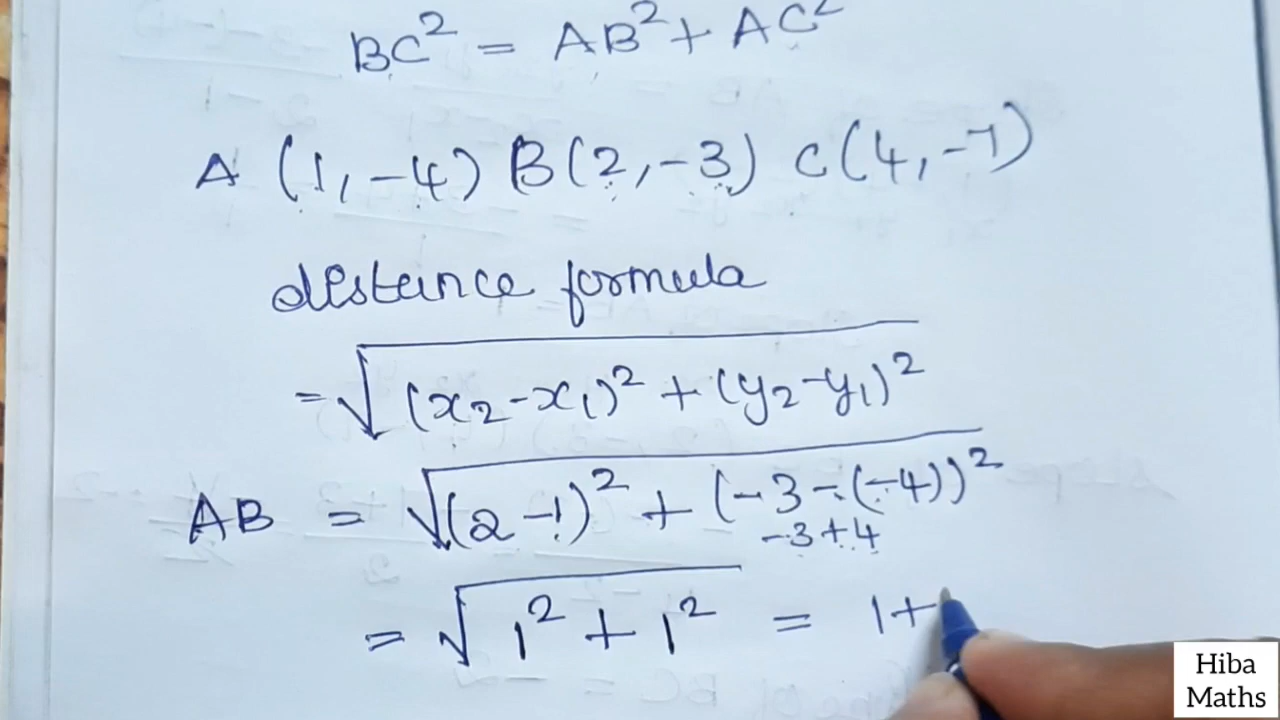 BC² = AB² + AC²
A (1, -4) B(2, -3) C(4, -7)
distance formula
= √(x₂-x₁)² + (y₂-y₁)²
AB = √(2-1)² + (-3-(-4))²
-3+4
= √1² + 1² = 1+
Hiba
Maths